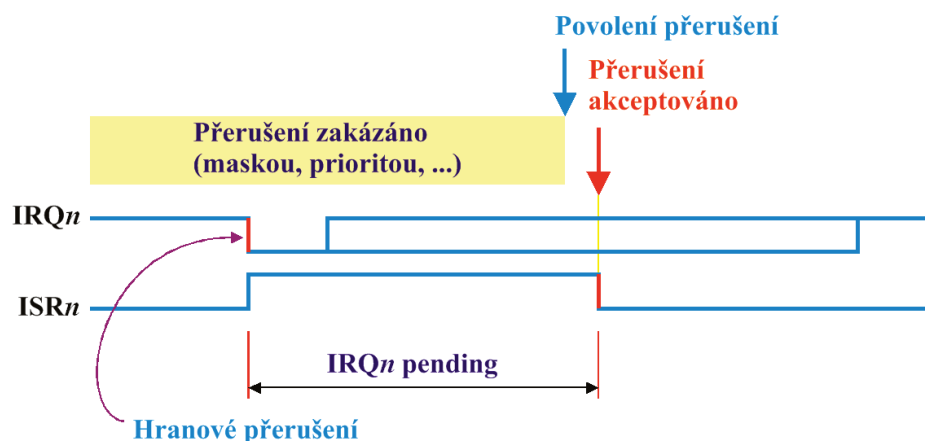 Povolení přerušení
Přerušení
akceptováno
Přerušení zakázáno
(maskou, prioritou, ...)
IRQn
ISRn
IRQn pending
Hranové přerušení